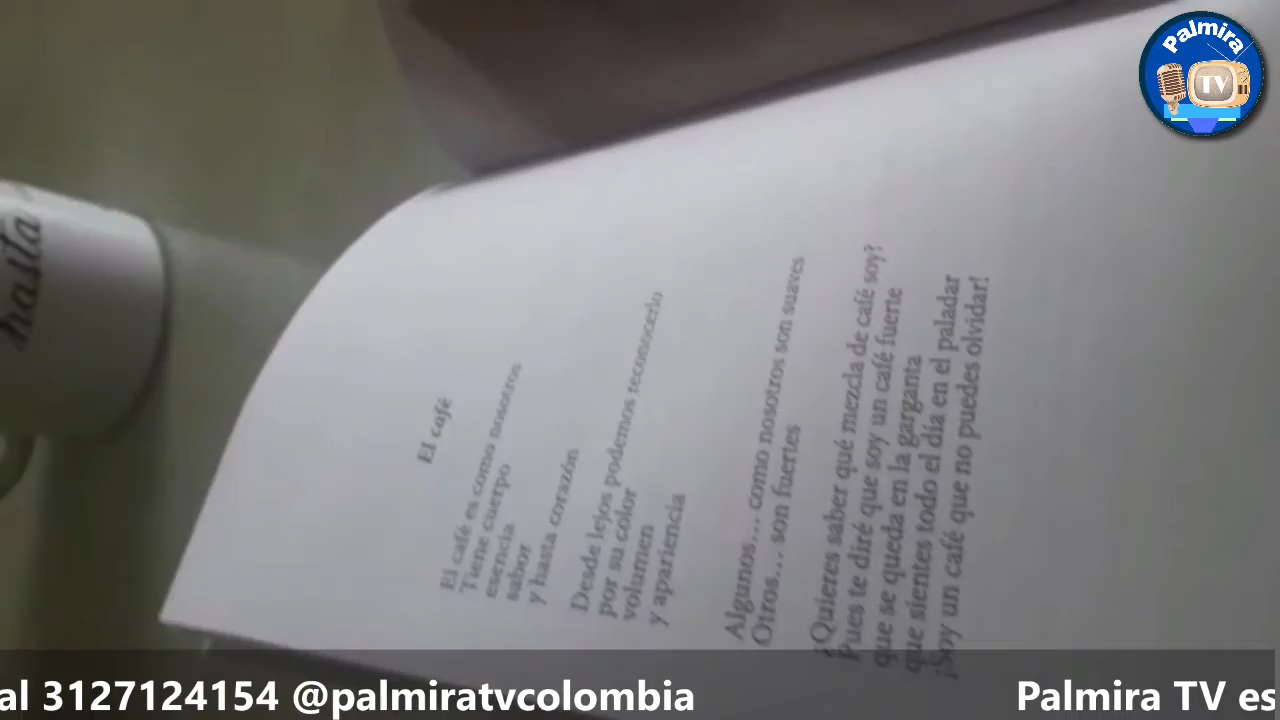 Palmira
TV
hasta
El café
El café es como nosotros
Tiene cuerpo
esencia
sabor
y hasta corazón
Desde lejos podemos reconocerlo
por su color
volumen
y apariencia
Algunos... como nosotros son suaves
Otros... son fuertes
¿Quieres saber qué mezcla de café soy?
Pues te diré que soy un café fuerte
que se queda en la garganta
que sientes todo el día en el paladar
¡Soy un café que no puedes olvidar!
al 3127124154 @palmiratvcolombia
Palmira TV es